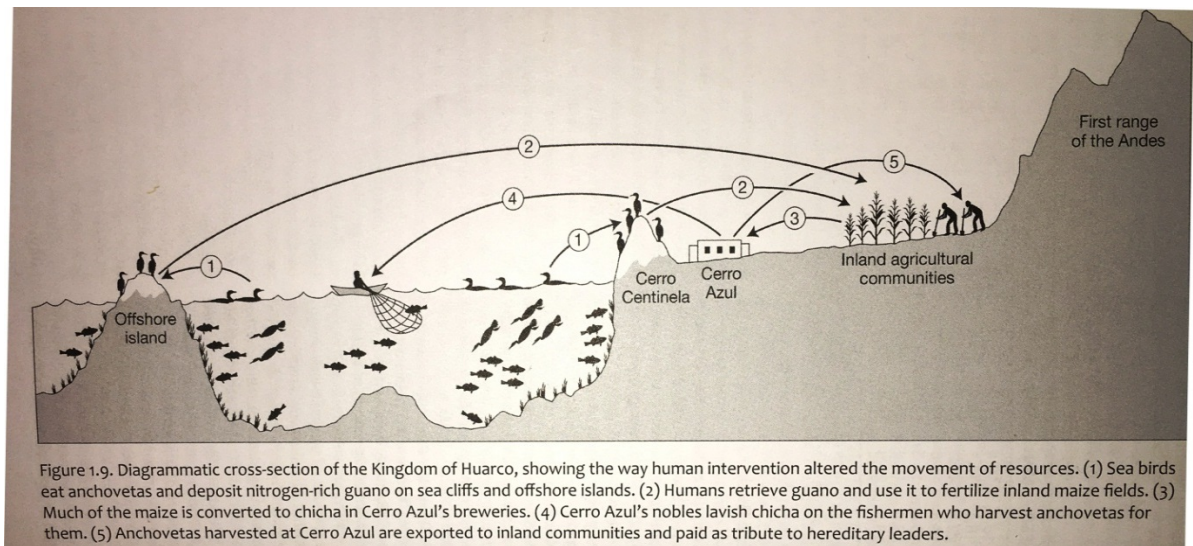 First range
of the Andes
2
5
4
2
1
3
1
Inland agricultural
communities
Cerro
Centinela
Cerro
Azul
Offshore
island
Figure 1.9. Diagrammatic cross-section of the Kingdom of Huarco, showing the way human intervention altered the movement of resources. (1) Sea birds
eat anchovetas and deposit nitrogen-rich guano on sea cliffs and offshore islands. (2) Humans retrieve guano and use it to fertilize inland maize fields. (3)
Much of the maize is converted to chicha in Cerro Azul's breweries. (4) Cerro Azul's nobles lavish chicha on the fishermen who harvest anchovetas for
them. (5) Anchovetas harvested at Cerro Azul are exported to inland communities and paid as tribute to hereditary leaders.